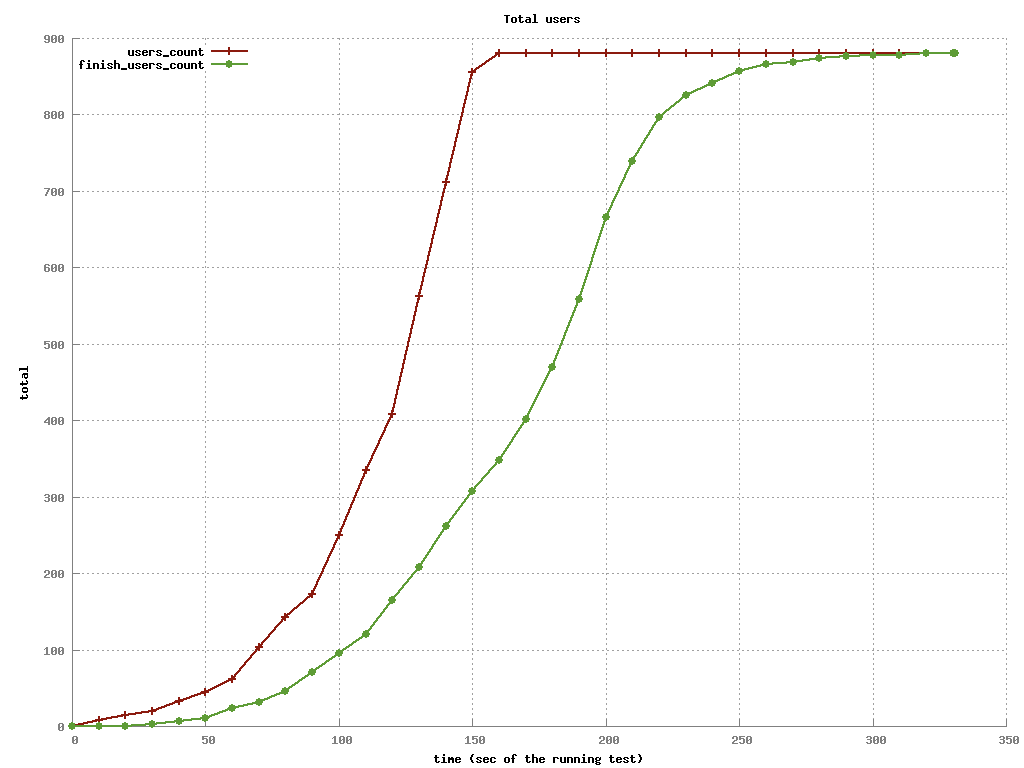 Total users
users_count
finish_users_count
900
800
700
600
500
400
300
200
100
0
total
0 50 100 150 200 250 300 350
time (sec of the running test)